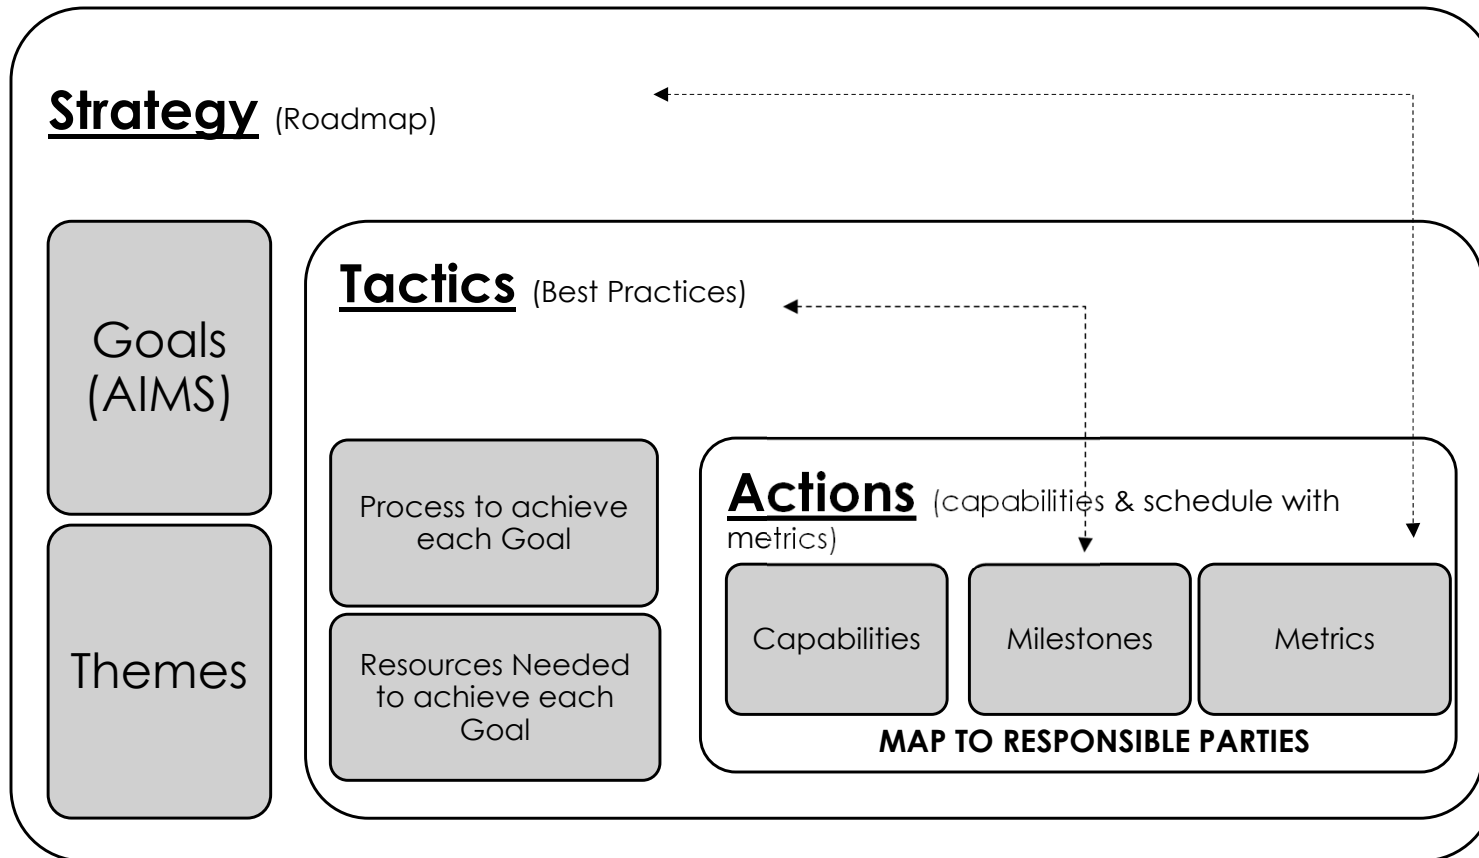 Strategy (Roadmap)
Goals
(AIMS)
Themes
Tactics (Best Practices)
Process to achieve
each Goal
Resources Needed
to achieve each
Goal
Actions (capabilities & schedule with
metrics)
Capabilities
Milestones
Metrics
MAP TO RESPONSIBLE PARTIES